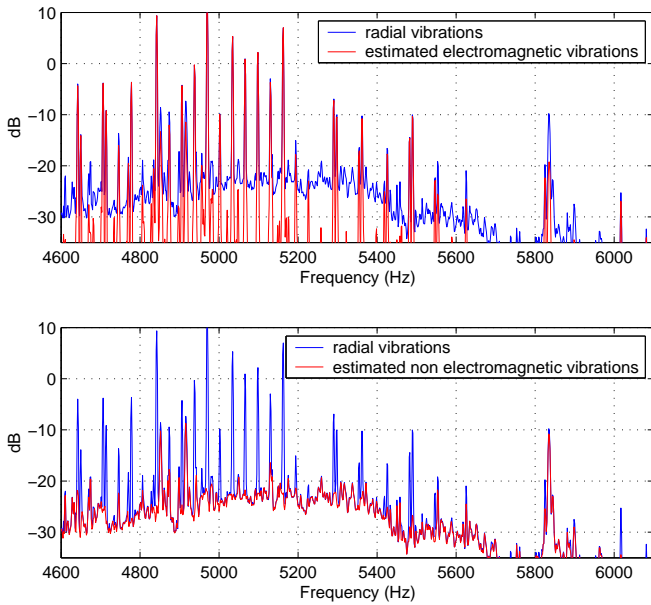 10
0
−10
−20
−30
dB
radial vibrations
estimated electromagnetic vibrations
4600 4800 5000 5200 5400 5600 5800 6000
Frequency (Hz)
10
0
−10
−20
−30
dB
radial vibrations
estimated non electromagnetic vibrations
4600 4800 5000 5200 5400 5600 5800 6000
Frequency (Hz)